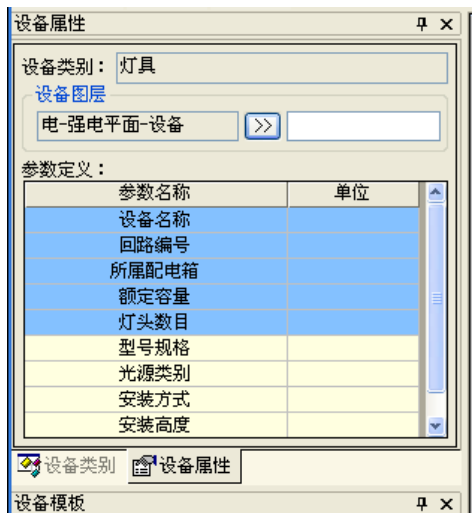 设备属性
设备类别： 灯具
设备图层
电-强电平面-设备 >>
参数定义：
参数名称 单位
设备名称
回路编号
所属配电箱
额定容量
灯头数目
型号规格
光源类别
安装方式
安装高度
设备类别 设备属性
设备模板